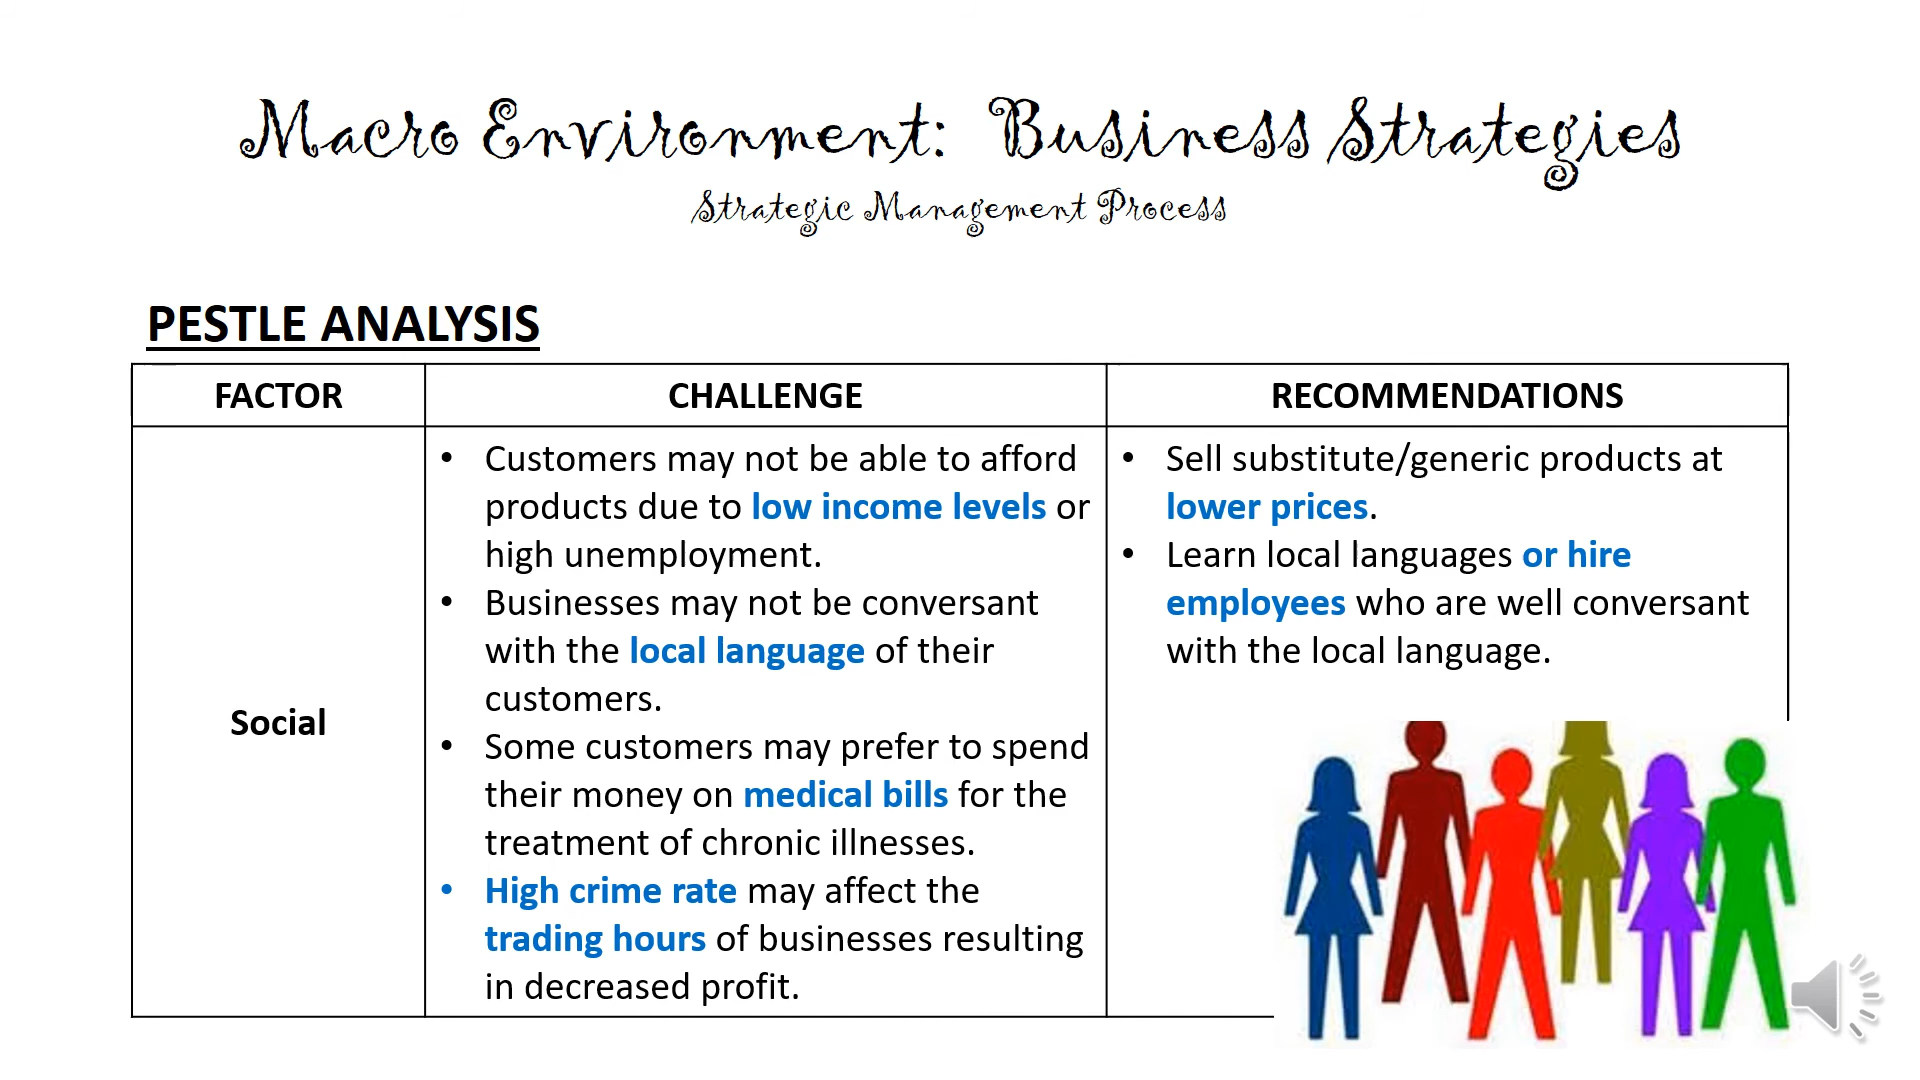 Macro Environment: Business Strategies
Strategic Management Process
PESTLE ANALYSIS
FACTOR
CHALLENGE
RECOMMENDATIONS
Social
• Customers may not be able to afford
products due to low income levels or
high unemployment.
• Businesses may not be conversant
with the local language of their
customers.
• Some customers may prefer to spend
their money on medical bills for the
treatment of chronic illnesses.
• High crime rate may affect the
trading hours of businesses resulting
in decreased profit.
• Sell substitute/generic products at
lower prices.
• Learn local languages or hire
employees who are well conversant
with the local language.